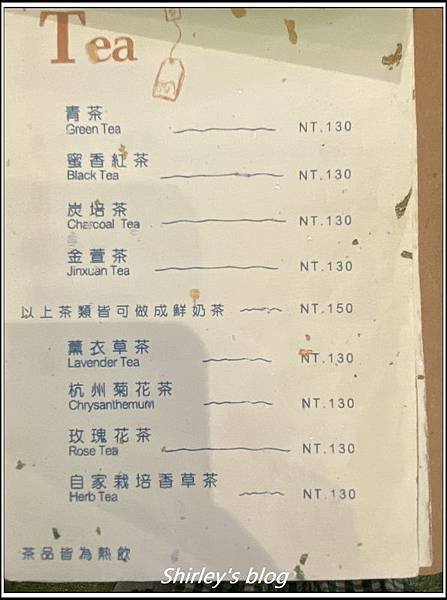 Tea
青茶
Green Tea NT.130
蜜香紅茶
Black Tea NT.130
炭培茶
Charcoal Tea NT.130
金萱茶
Jinxuan Tea NT.130
以上茶類皆可做成鮮奶茶 NT.150
薰衣草茶
Lavender Tea NT.130
杭州菊花茶
Chrysanthemum NT.130
玫瑰花茶
Rose Tea NT.130
自家栽培香草茶
Herb Tea NT.130
茶品皆為熱飲
Shirley's blog